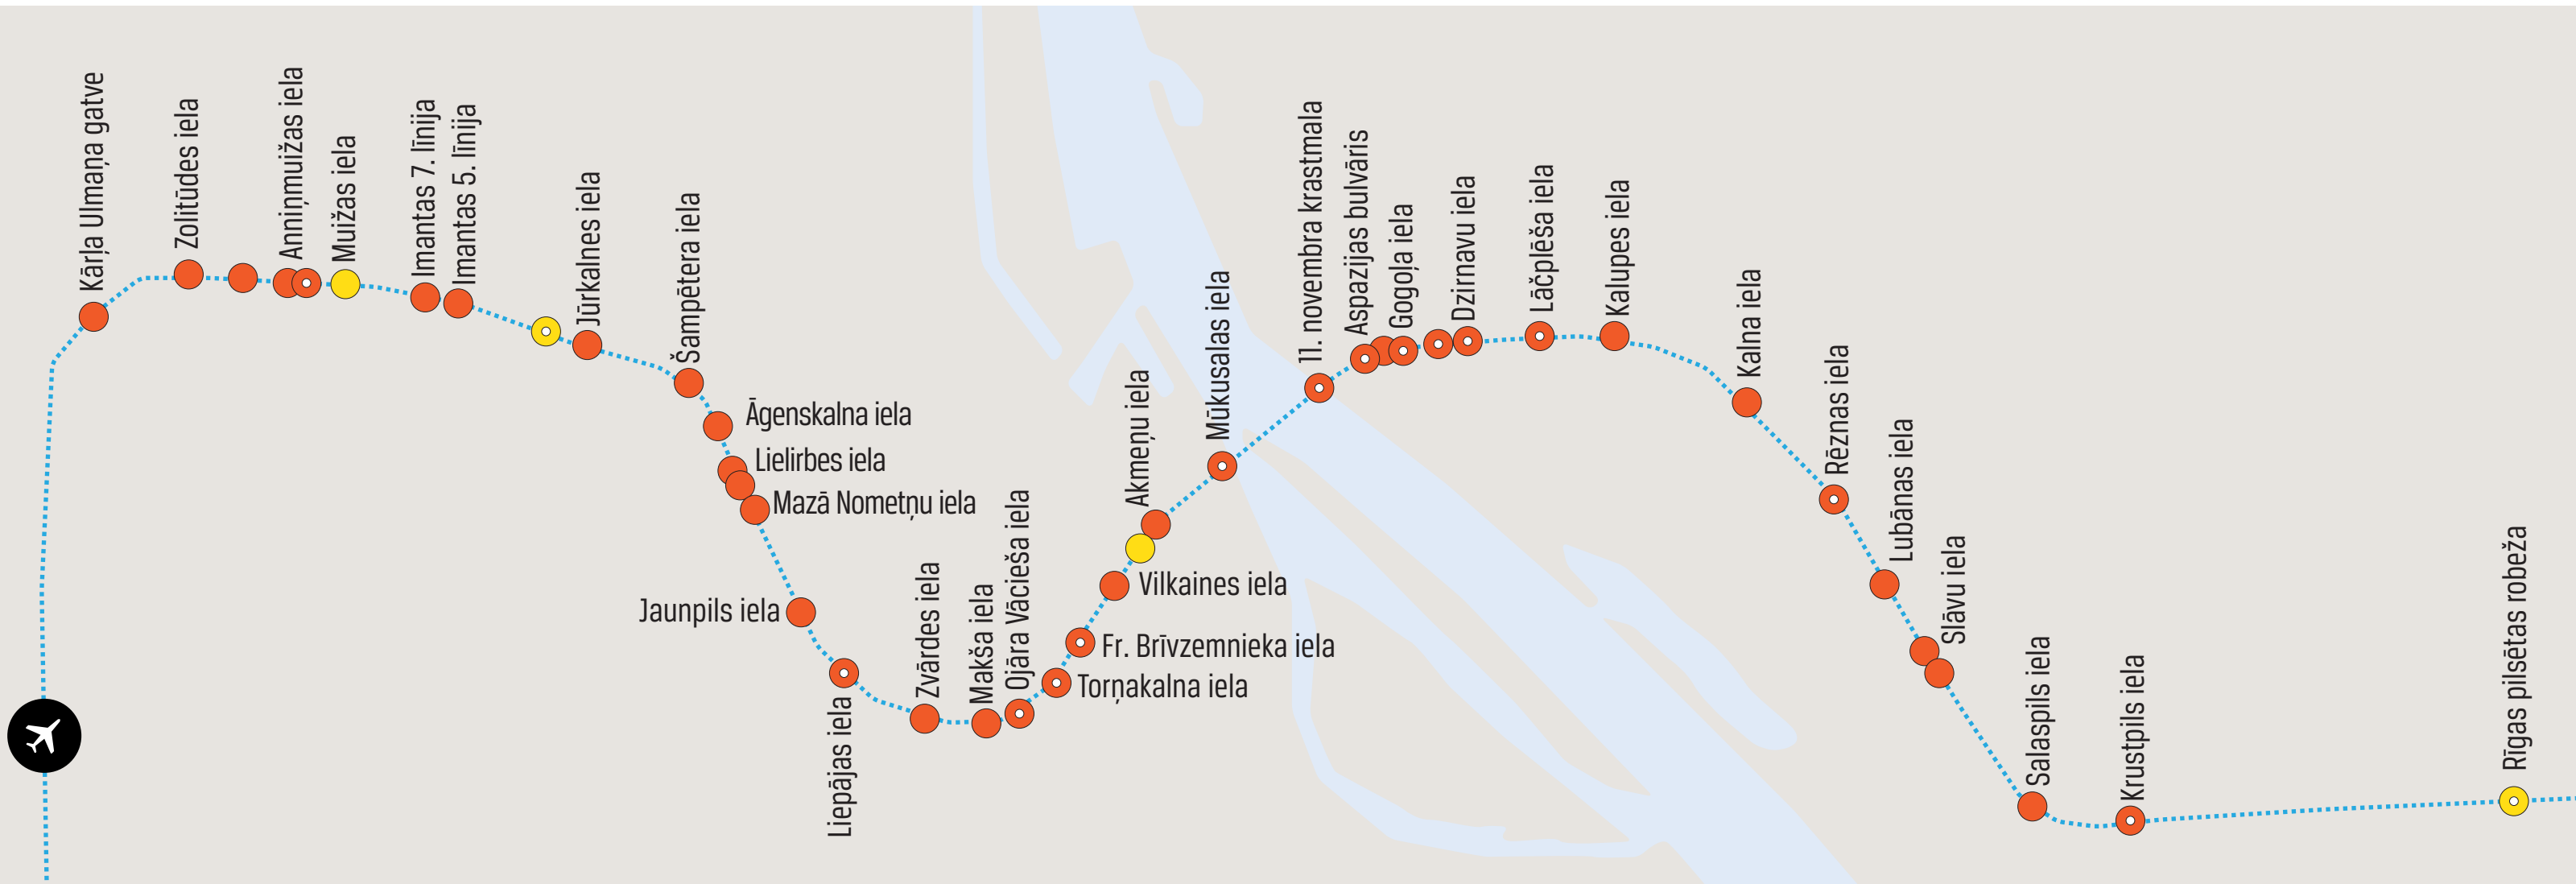 Kārļa Ulmaņa gatve
Zolitūdes iela
Anniņmuižas iela
Muižas iela
Imantas 7. līnija
Imantas 5. līnija
Jūrkalnes iela
Šampētera iela
Āgenskalna iela
Lielirbes iela
Mazā Nometņu iela
Jaunpils iela
Liepājas iela
Zvārdes iela
Makša iela
Ojāra Vācieša iela
Torņakalna iela
Fr. Brīvzemnieka iela
Vilkaines iela
Akmeņu iela
Mūkusalas iela
11. novembra krastmala
Aspazijas bulvāris
Gogoļa iela
Dzirnavu iela
Lāčplēša iela
Kalupes iela
Kalna iela
Rēznas iela
Lubānas iela
Slāvu iela
Salaspils iela
Krustpils iela
Rīgas pilsētas robeža